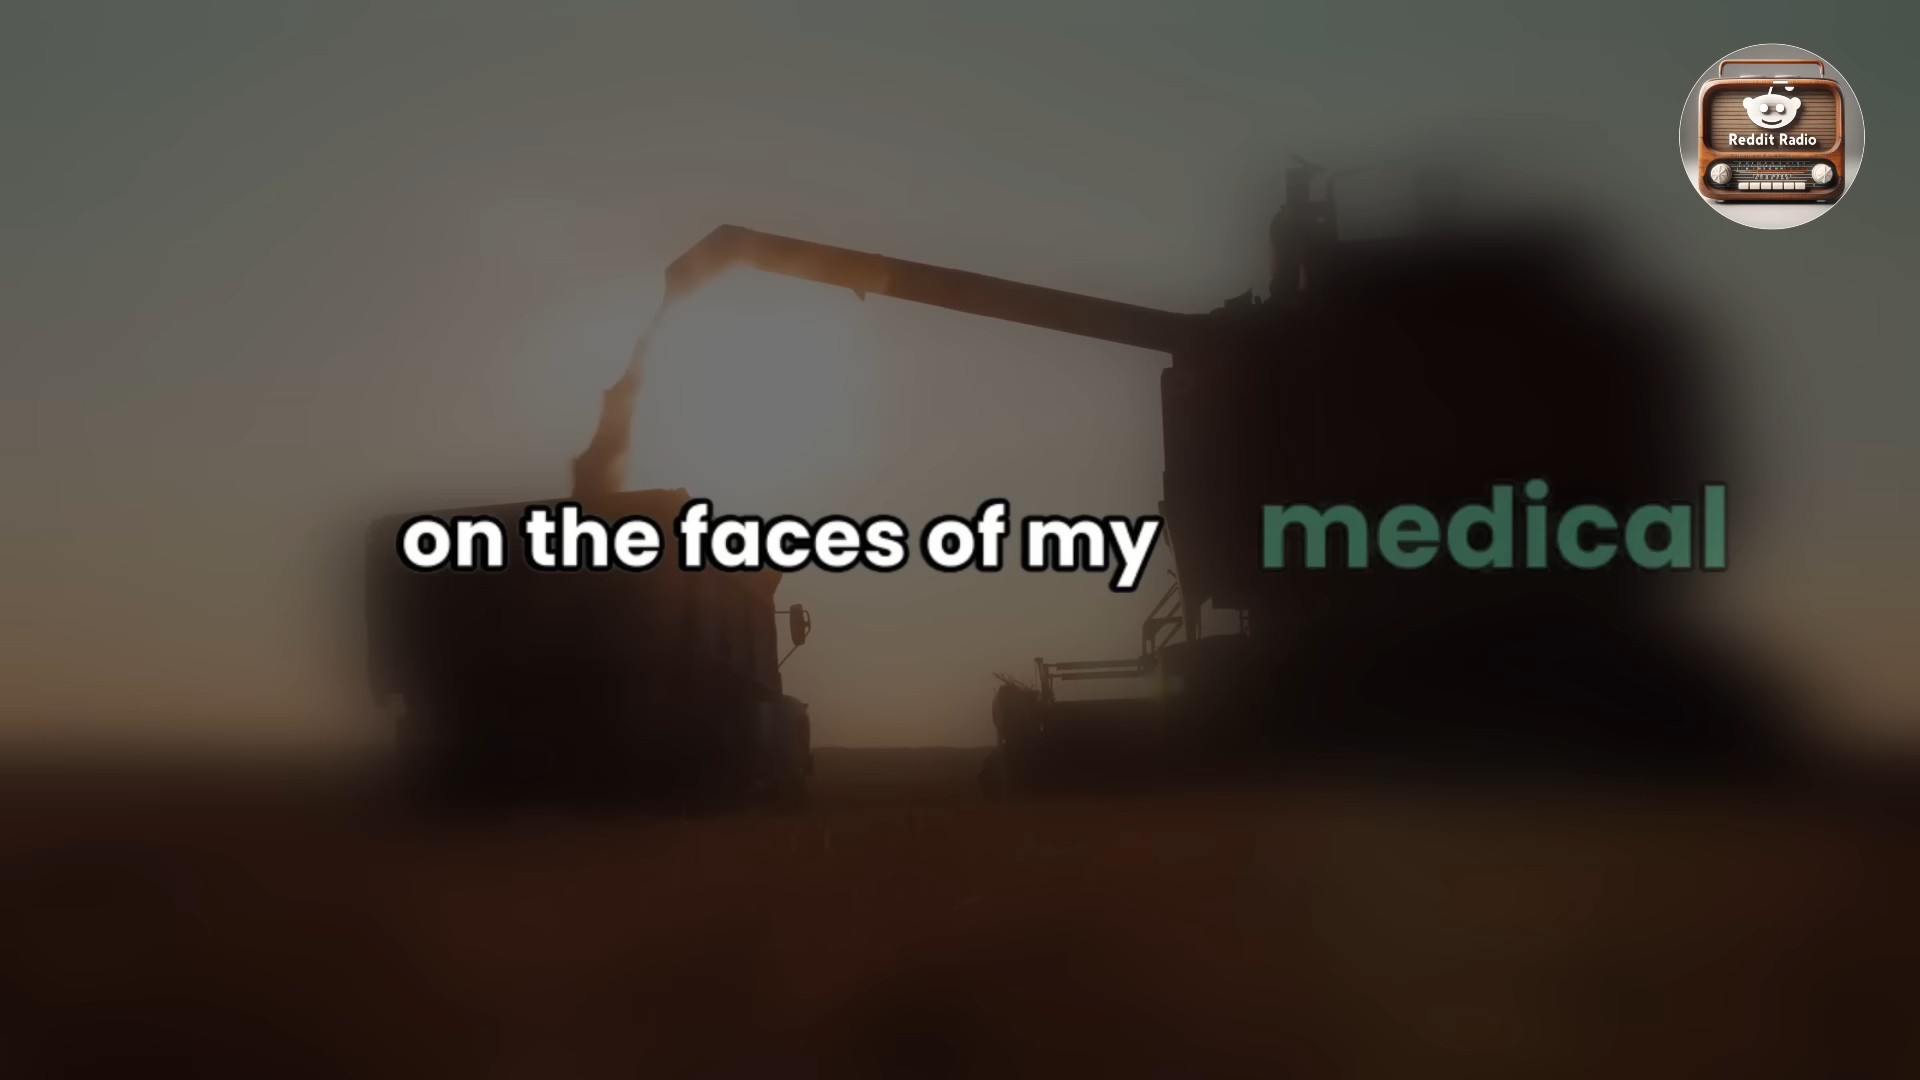 Reddit Radio
on the faces of my medical